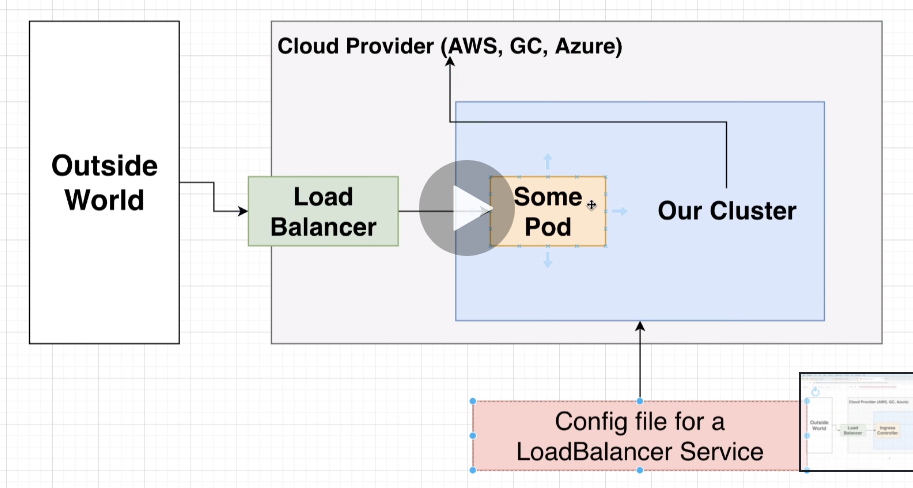 Cloud Provider (AWS, GC, Azure)
Outside
World
Load
Balancer
Some
Pod
Our Cluster
Config file for a
LoadBalancer Service
Cloud Provider (AWS, GC, Azure)
Outside
World
Load
Balancer
Ingress
Controller